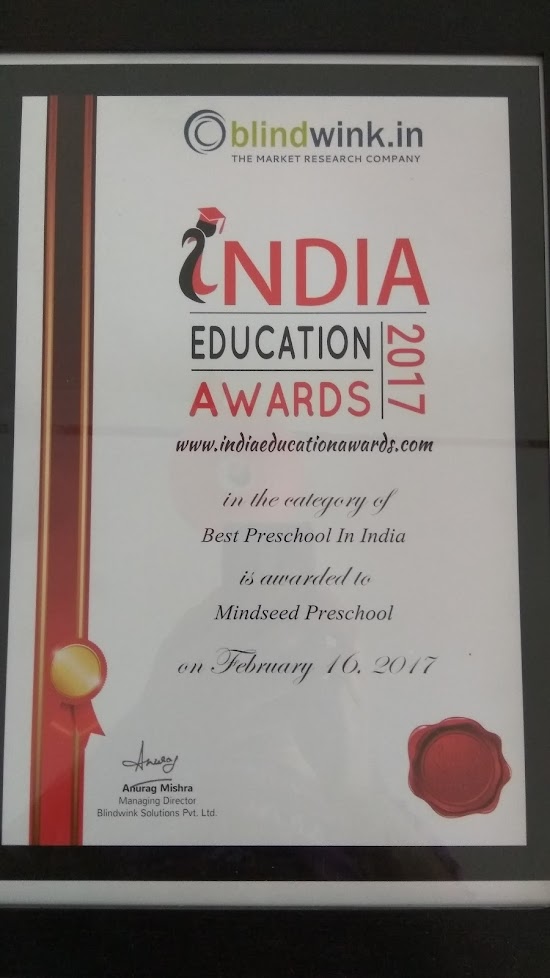 blindwink.in
THE MARKET RESEARCH COMPANY
iNDIA
EDUCATION
AWARDS
2017
www.indiaeducationawards.com
in the category of
Best Preschool In India
is awarded to
Mindseed Preschool
on February 16, 2017
Anurag
Anurag Mishra
Managing Director
Blindwink Solutions Pvt. Ltd.